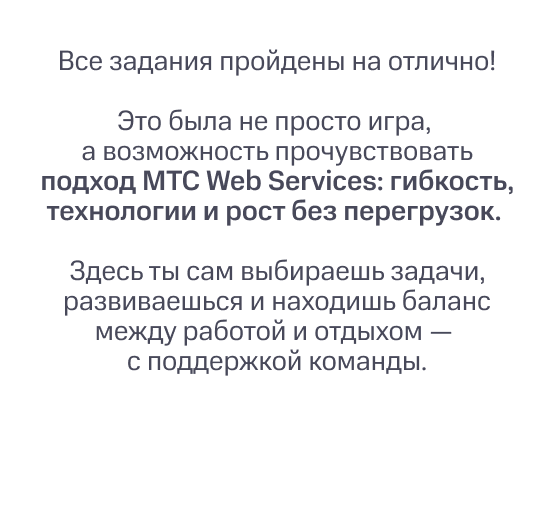 Все задания пройдены на отлично!
Это была не просто игра,
а возможность прочувствовать
подход МТС Web Services: гибкость,
технологии и рост без перегрузок.
Здесь ты сам выбираешь задачи,
развиваешься и находишь баланс
между работой и отдыхом —
с поддержкой команды.